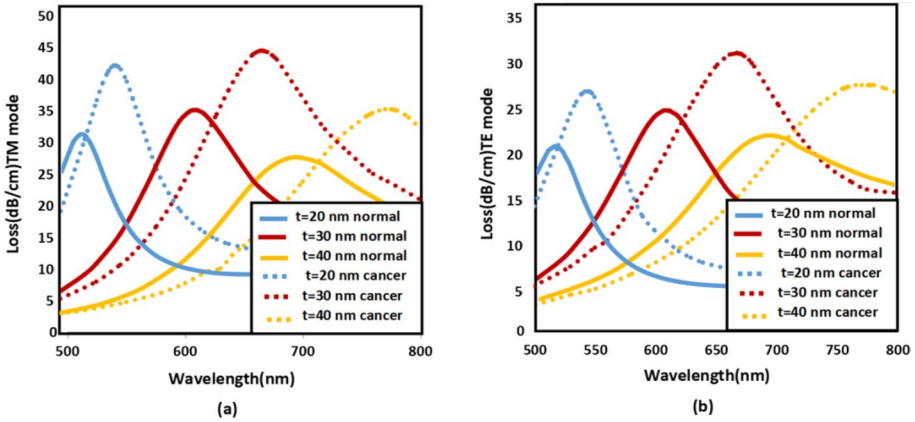 50
45
40
35
30
25
20
15
10
5
0
Loss(dB/cm)TM mode
t=20 nm normal
t=30 nm normal
t=40 nm normal
t=20 nm cancer
t=30 nm cancer
t=40 nm cancer
500 600 700 800
Wavelength(nm)
(a)
35
30
25
20
15
10
5
0
Loss(dB/cm)TE mode
t=20 nm normal
t=30 nm normal
t=40 nm normal
t=20 nm cancer
t=30 nm cancer
t=40 nm cancer
500 550 600 650 700 750 800
Wavelength(nm)
(b)